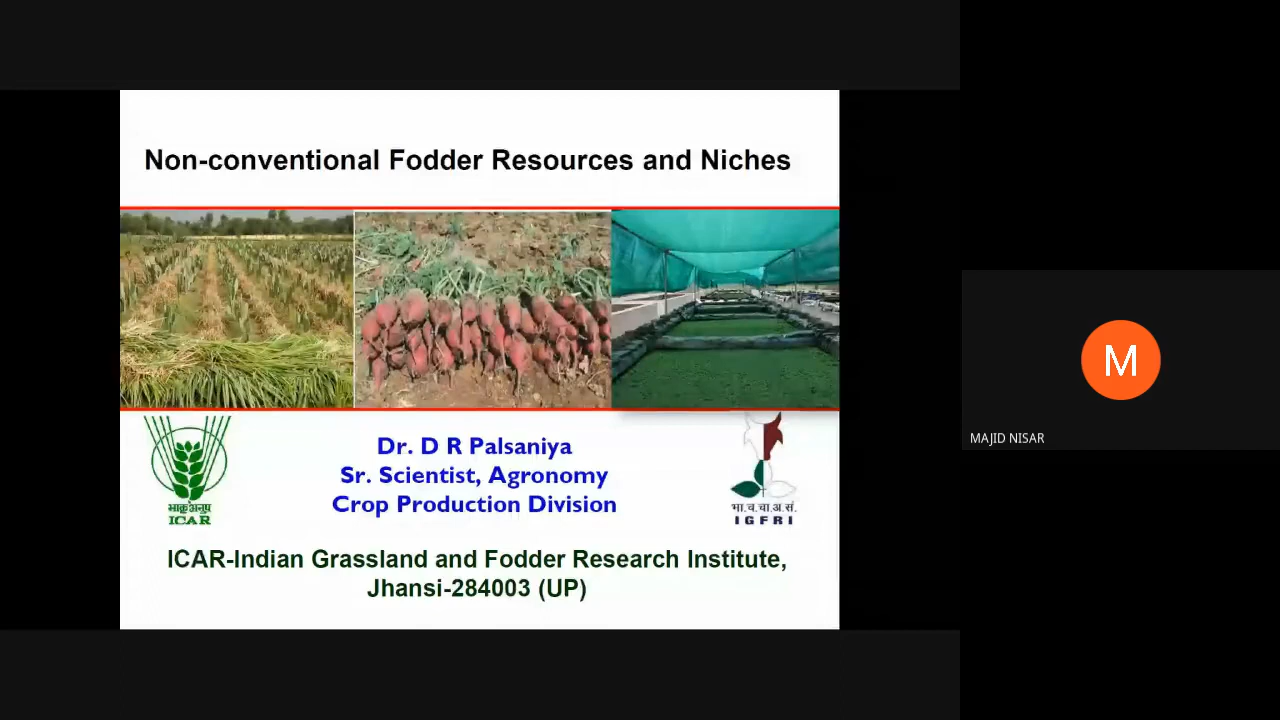 Non-conventional Fodder Resources and Niches
Dr. D R Palsaniya
Sr. Scientist, Agronomy
Crop Production Division
भाकृअनुप
ICAR
भा.च.चा.अ.सं.
IGFRI
ICAR-Indian Grassland and Fodder Research Institute,
Jhansi-284003 (UP)
M
MAJID NISAR